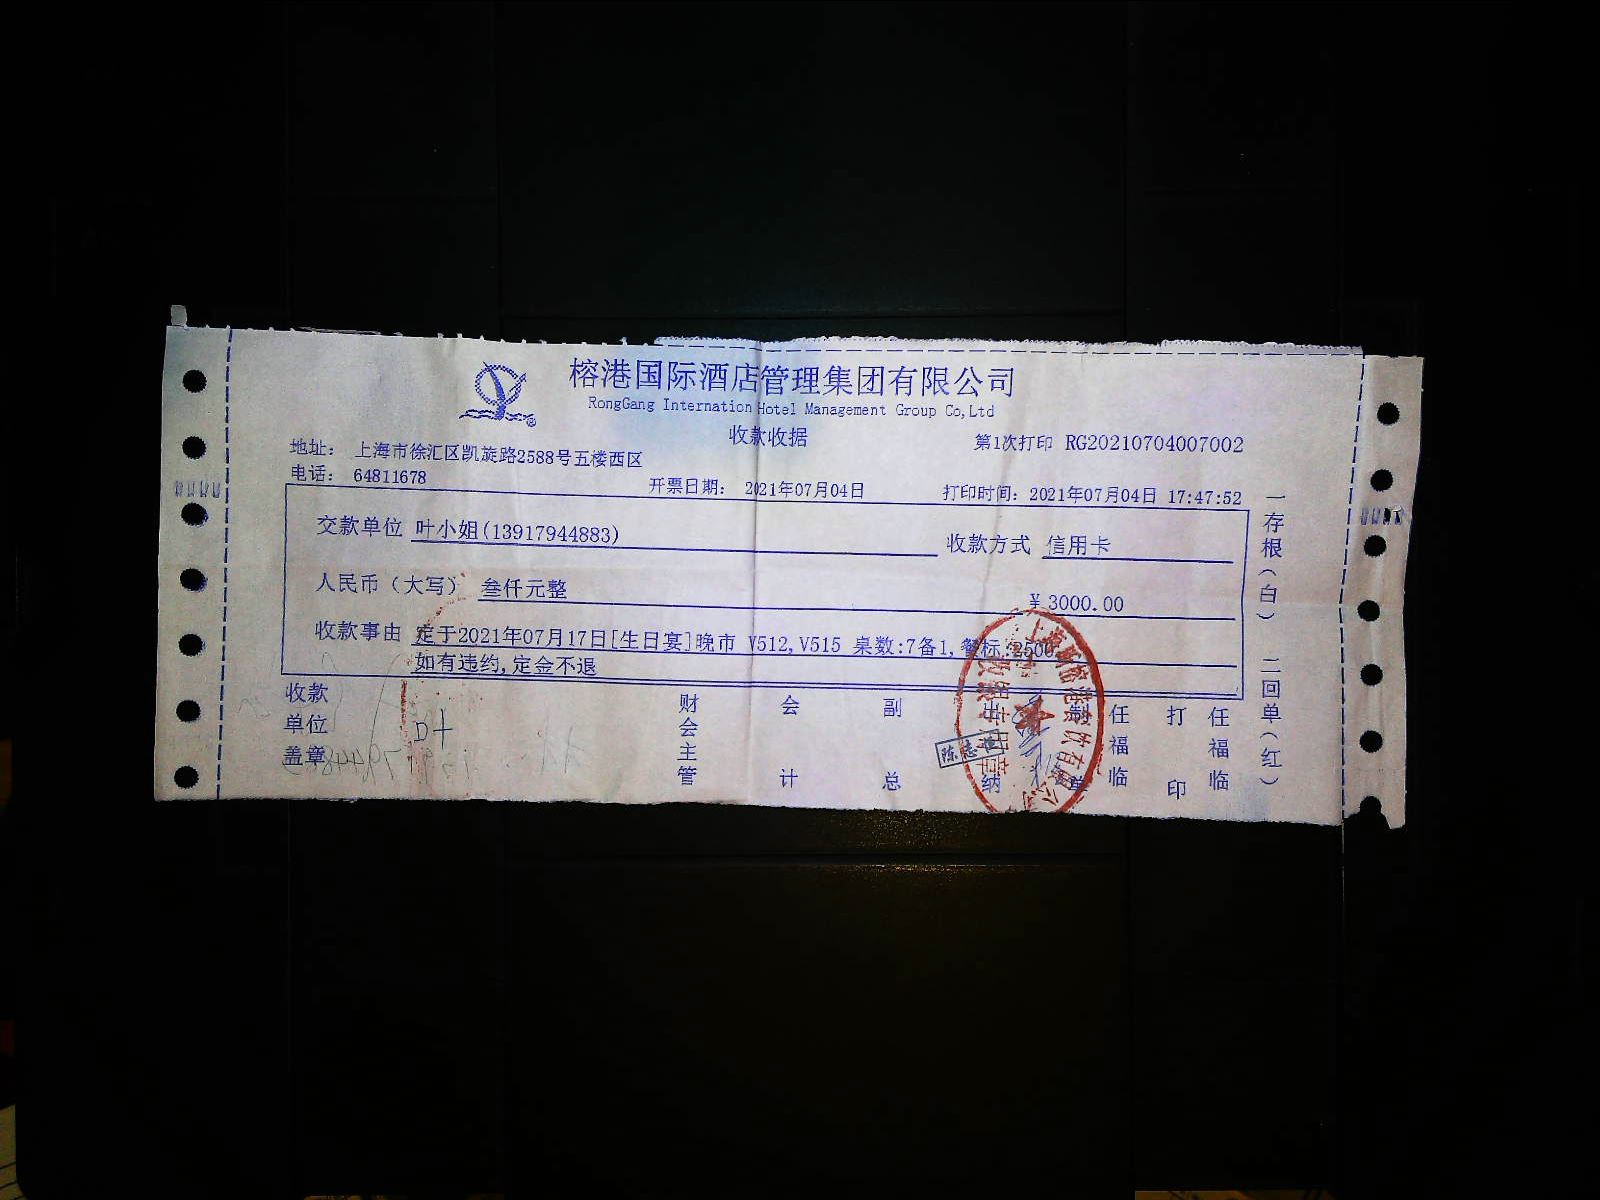 榕港国际酒店管理集团有限公司
RongGang Internation Hotel Management Group Co,Ltd
收款收据
第1次打印 RG20210704007002
地址： 上海市徐汇区凯旋路2588号五楼西区
电话： 64811678
开票日期： 2021年07月04日
打印时间：2021年07月04日 17:47:52
交款单位 叶小姐(13917944883)
收款方式 信用卡
人民币（大写） 叁仟元整
¥ 3000.00
收款事由 定于2021年07月17日[生日宴]晚市 V512,V515 桌数:7备1,餐标:2500
如有违约,定金不退
收款单位盖章
财会主管
会计
副总
出纳
任福临
打印
任福临
一存根（白） 二回单（红）